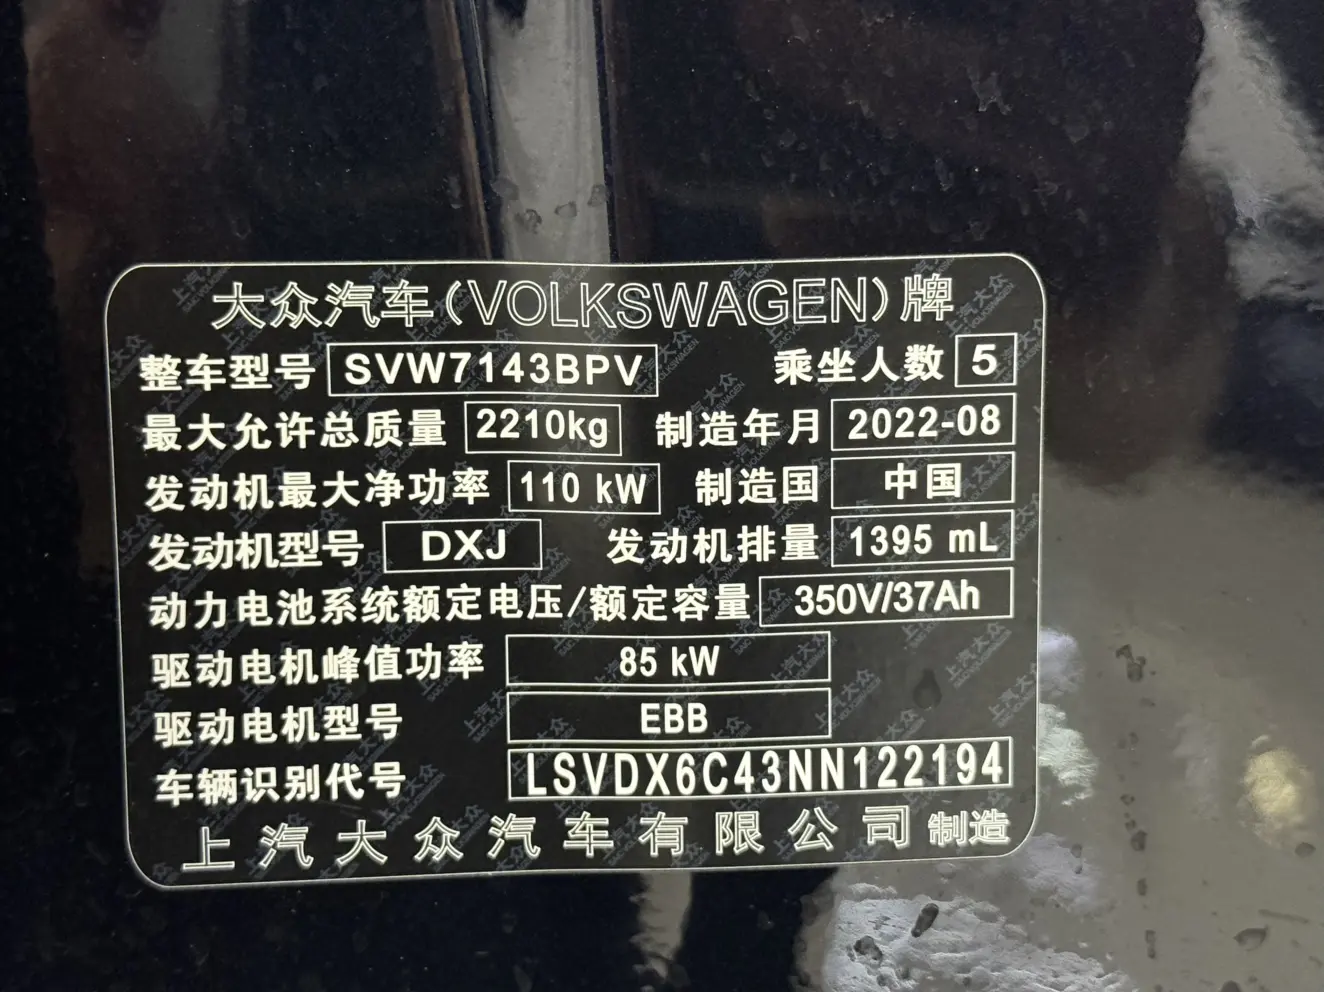 大众汽车(VOLKSWAGEN)牌
整车型号 SVW7143BPV 乘坐人数 5
最大允许总质量 2210kg 制造年月 2022-08
发动机最大净功率 110 kW 制造国 中国
发动机型号 DXJ 发动机排量 1395 mL
动力电池系统额定电压/额定容量 350V/37Ah
驱动电机峰值功率 85 kW
驱动电机型号 EBB
车辆识别代号 LSVDX6C43NN122194
上汽大众汽车有限公司 制造